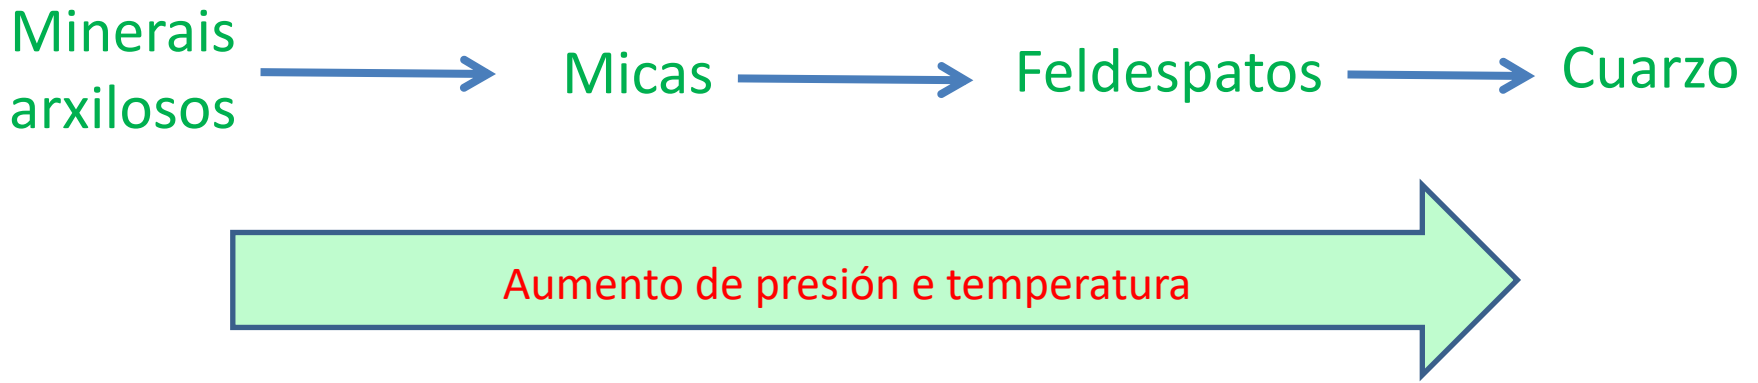 Minerais
arxilosos
Micas
Feldespatos
Cuarzo
Aumento de presión e temperatura